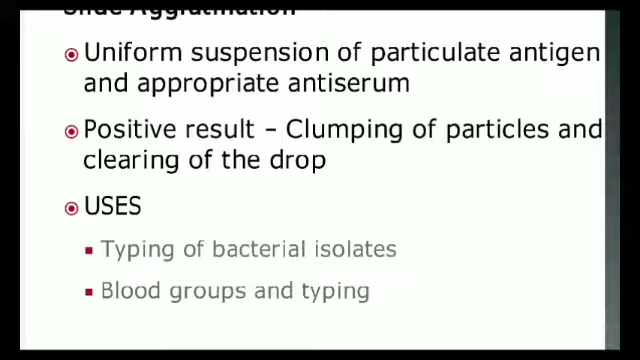 Slide Agglutination
Uniform suspension of particulate antigen
and appropriate antiserum
Positive result – Clumping of particles and
clearing of the drop
USES
Typing of bacterial isolates
Blood groups and typing